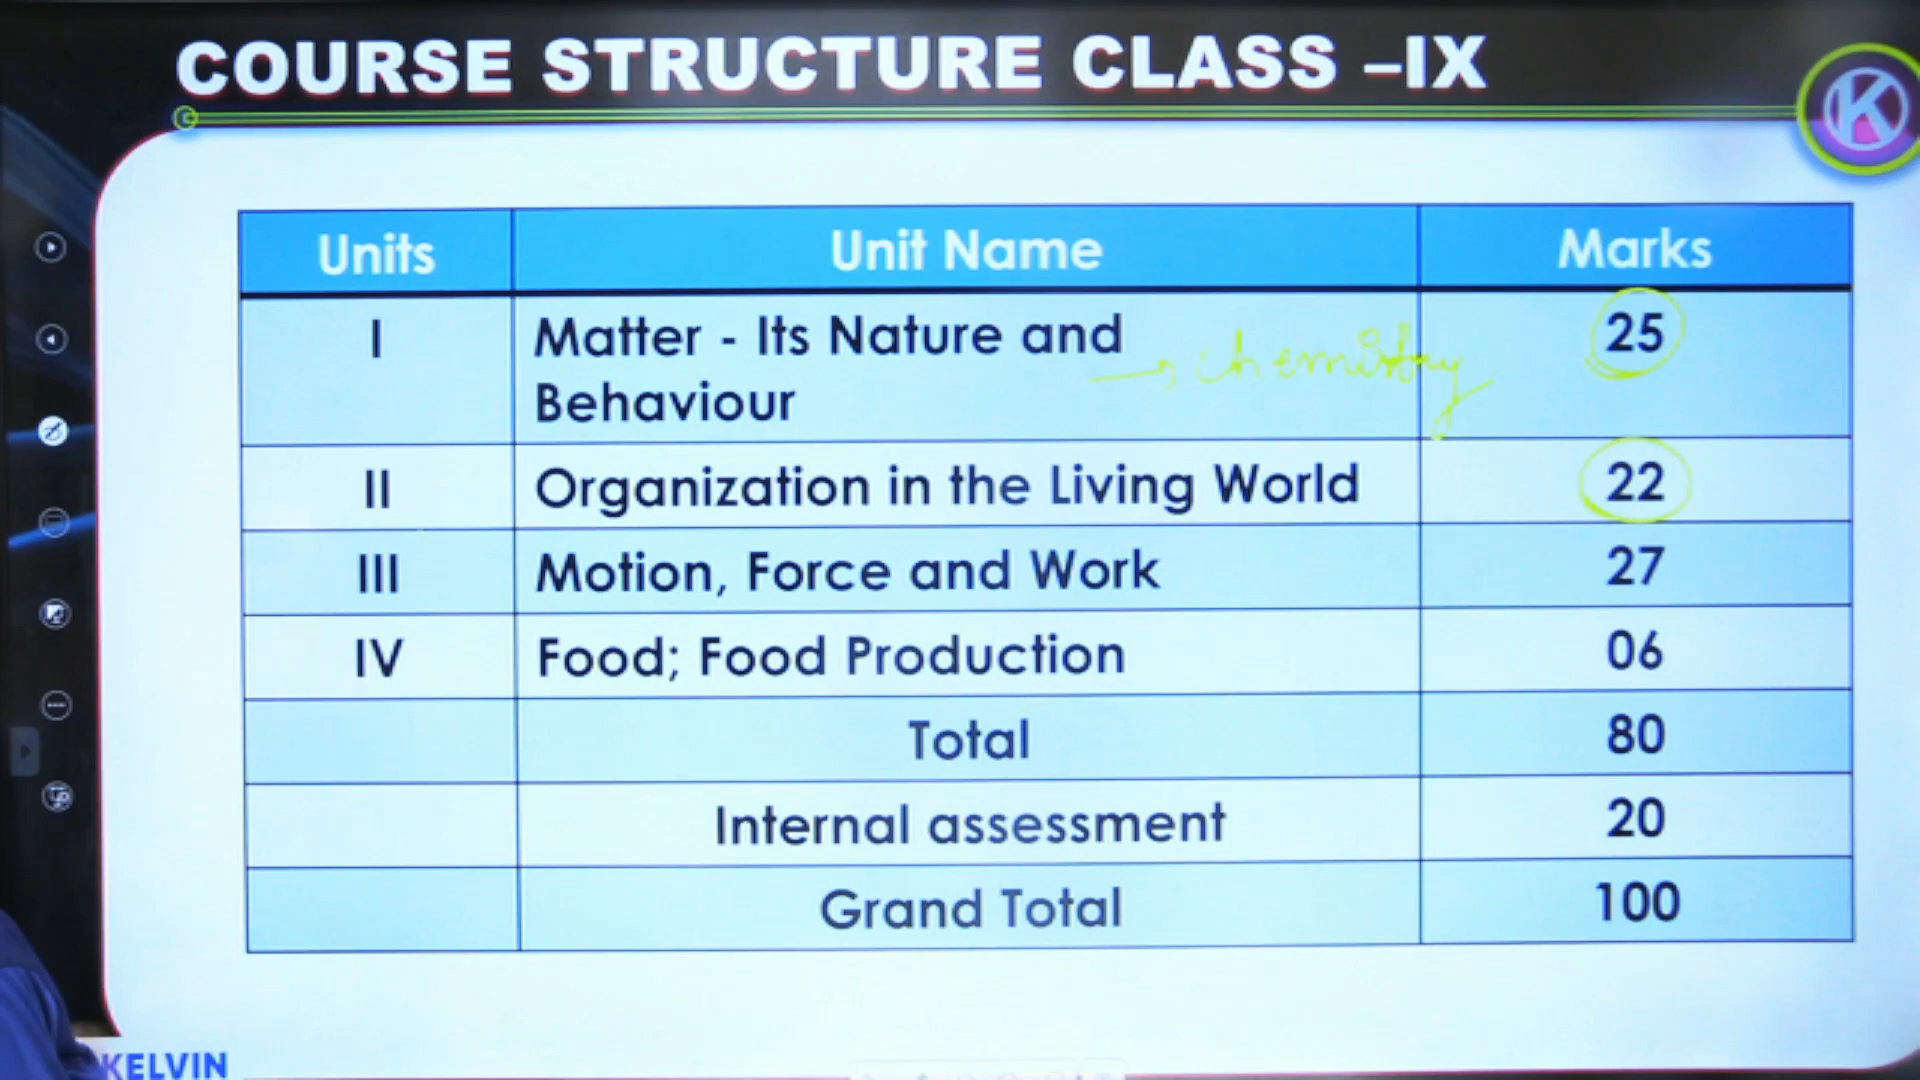 COURSE STRUCTURE CLASS –IX
K
Units Unit Name Marks
I Matter - Its Nature and 25
→ chemistry
Behaviour
II Organization in the Living World 22
III Motion, Force and Work 27
IV Food; Food Production 06
Total 80
Internal assessment 20
Grand Total 100
KELVIN